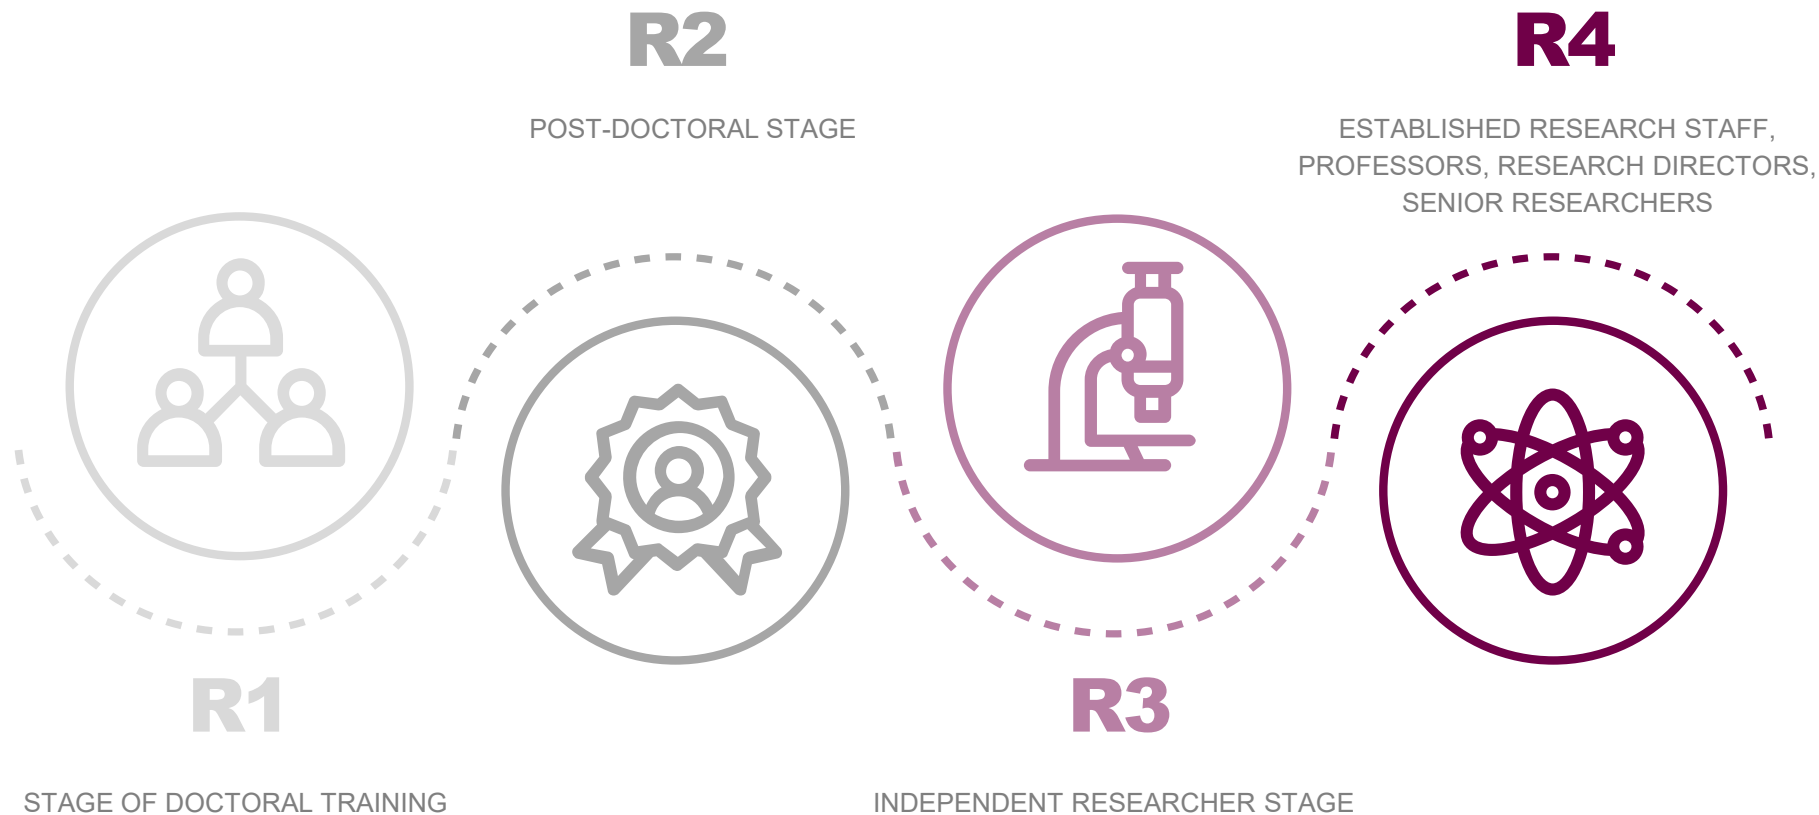 R2
POST-DOCTORAL STAGE
R4
ESTABLISHED RESEARCH STAFF,
PROFESSORS, RESEARCH DIRECTORS,
SENIOR RESEARCHERS
R1
STAGE OF DOCTORAL TRAINING
R3
INDEPENDENT RESEARCHER STAGE